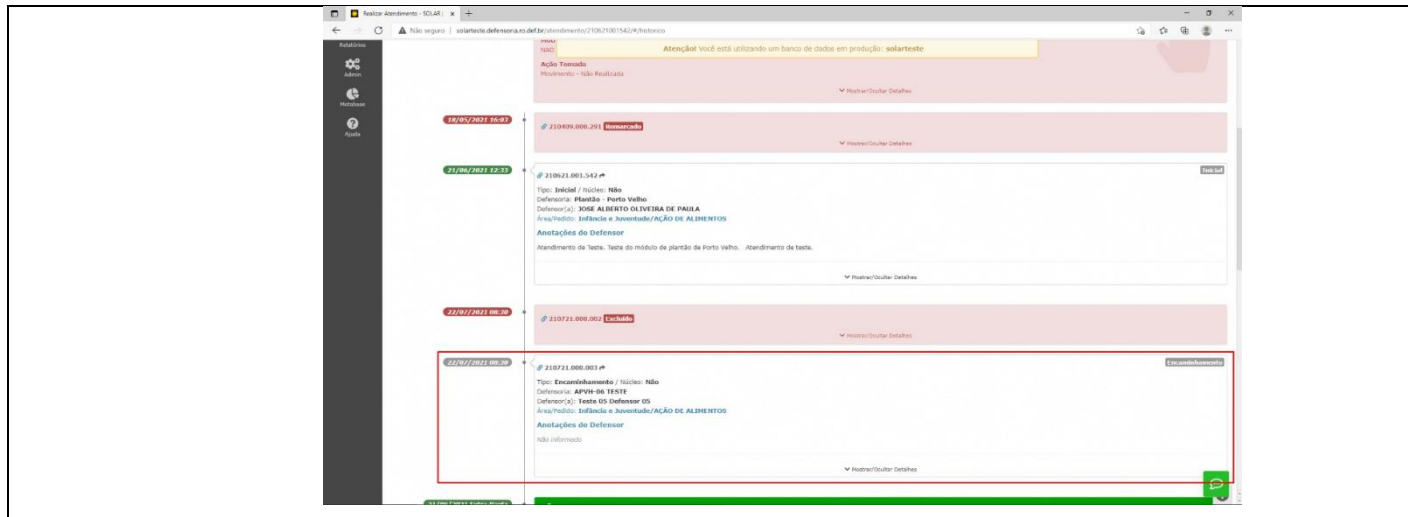 Realizar Atendimento - SOLAR |
Não seguro | solarteste.defensoria.ro.def.br/atendimento/210621001542/#/historico
Relatórios
Admin
Metabase
Ajuda
NAO
Atenção! Você está utilizando um banco de dados em produção: solarteste
Ação Tomada
Movimento - Não Realizada
Mostrar/Ocultar Detalhes
18/05/2021 16:07
210409.000.291 Remarcado
Mostrar/Ocultar Detalhes
21/06/2021 12:33
210621.001.542
Inicial
Tipo: Inicial / Núcleo: Não
Defensoria: Plantão - Porto Velho
Defensor(a): JOSE ALBERTO OLIVEIRA DE PAULA
Área/Pedido: Infância e Juventude/AÇÃO DE ALIMENTOS
Anotações do Defensor
Atendimento de Teste. Teste do módulo de plantão de Porto Velho. Atendimento de teste.
Mostrar/Ocultar Detalhes
22/07/2021 08:30
210721.000.002 Excluído
Mostrar/Ocultar Detalhes
22/07/2021 08:30
210721.000.003
Encaminhamento
Tipo: Encaminhamento / Núcleo: Não
Defensoria: APVH-06 TESTE
Defensor(a): Teste 05 Defensor 05
Área/Pedido: Infância e Juventude/AÇÃO DE ALIMENTOS
Anotações do Defensor
Não informado
Mostrar/Ocultar Detalhes